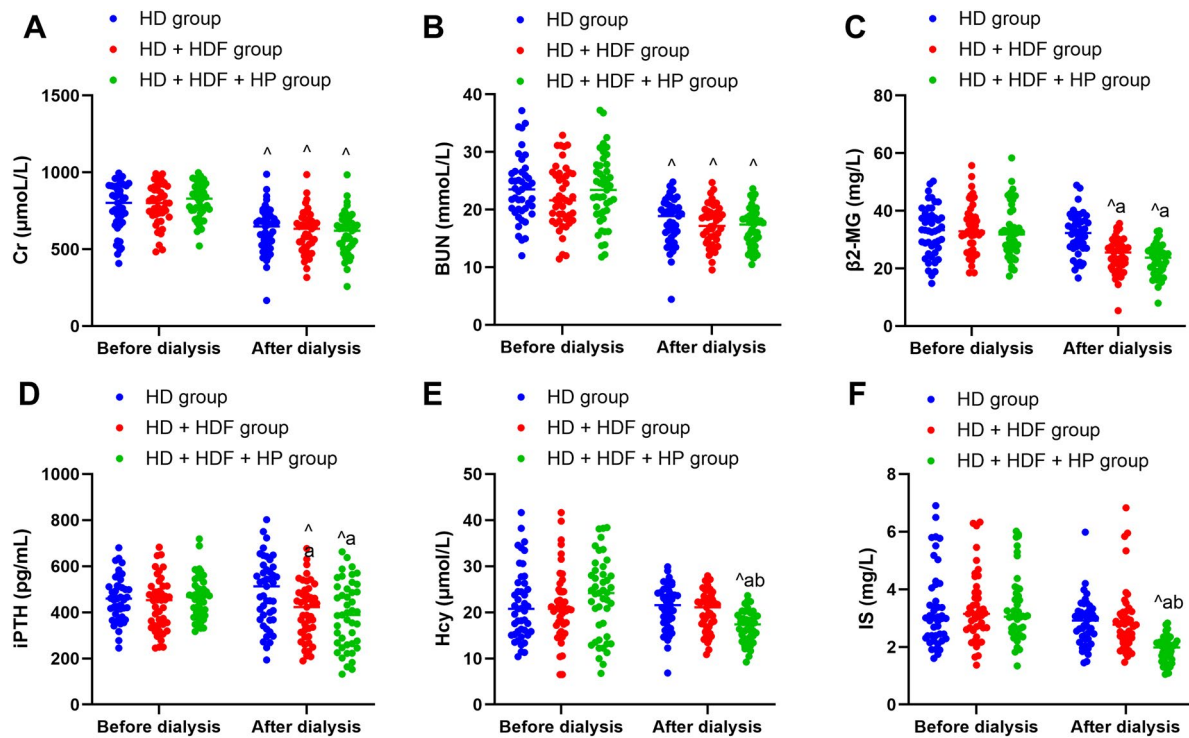 A
HD group
HD + HDF group
HD + HDF + HP group
Cr (μmoL/L)
1500
1000
500
0
^ ^ ^
Before dialysis After dialysis
B
HD group
HD + HDF group
HD + HDF + HP group
BUN (mmoL/L)
40
30
20
10
0
^ ^ ^
Before dialysis After dialysis
C
HD group
HD + HDF group
HD + HDF + HP group
β2-MG (mg/L)
80
60
40
20
0
^a ^a
Before dialysis After dialysis
D
HD group
HD + HDF group
HD + HDF + HP group
iPTH (pg/mL)
1000
800
600
400
200
0
^
a
^a
Before dialysis After dialysis
E
HD group
HD + HDF group
HD + HDF + HP group
Hcy (μmol/L)
50
40
30
20
10
0
^ab
Before dialysis After dialysis
F
HD group
HD + HDF group
HD + HDF + HP group
IS (mg/L)
8
6
4
2
0
^ab
Before dialysis After dialysis